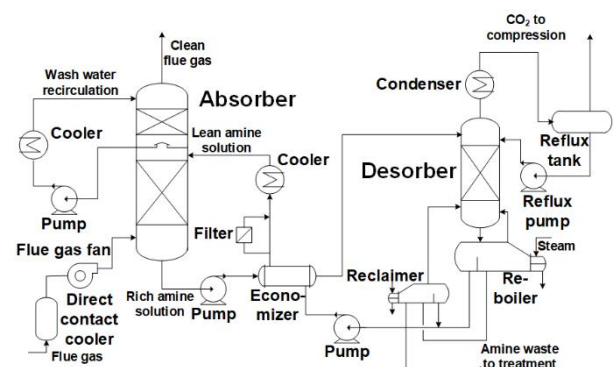 CO2 to
compression
Clean
flue gas
Wash water
recirculation
Condenser
Absorber
Cooler
Lean amine
solution
Cooler
Reflux
tank
Desorber
Pump
Reflux
pump
Filter
Flue gas fan
Steam
Reclaimer
Re-
boiler
Direct
contact
cooler
Rich amine
solution
Pump
Econo-
mizer
Pump
Flue gas
Amine waste
to treatment